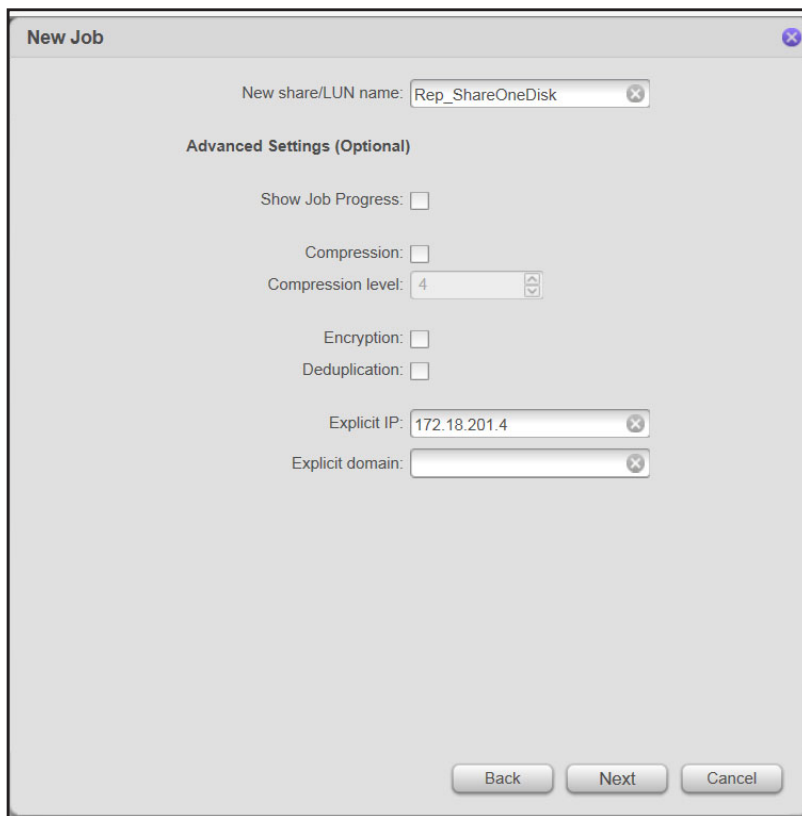 New Job
New share/LUN name: Rep_ShareOneDisk
Advanced Settings (Optional)
Show Job Progress:
Compression:
Compression level: 4
Encryption:
Deduplication:
Explicit IP: 172.18.201.4
Explicit domain:
Back Next Cancel